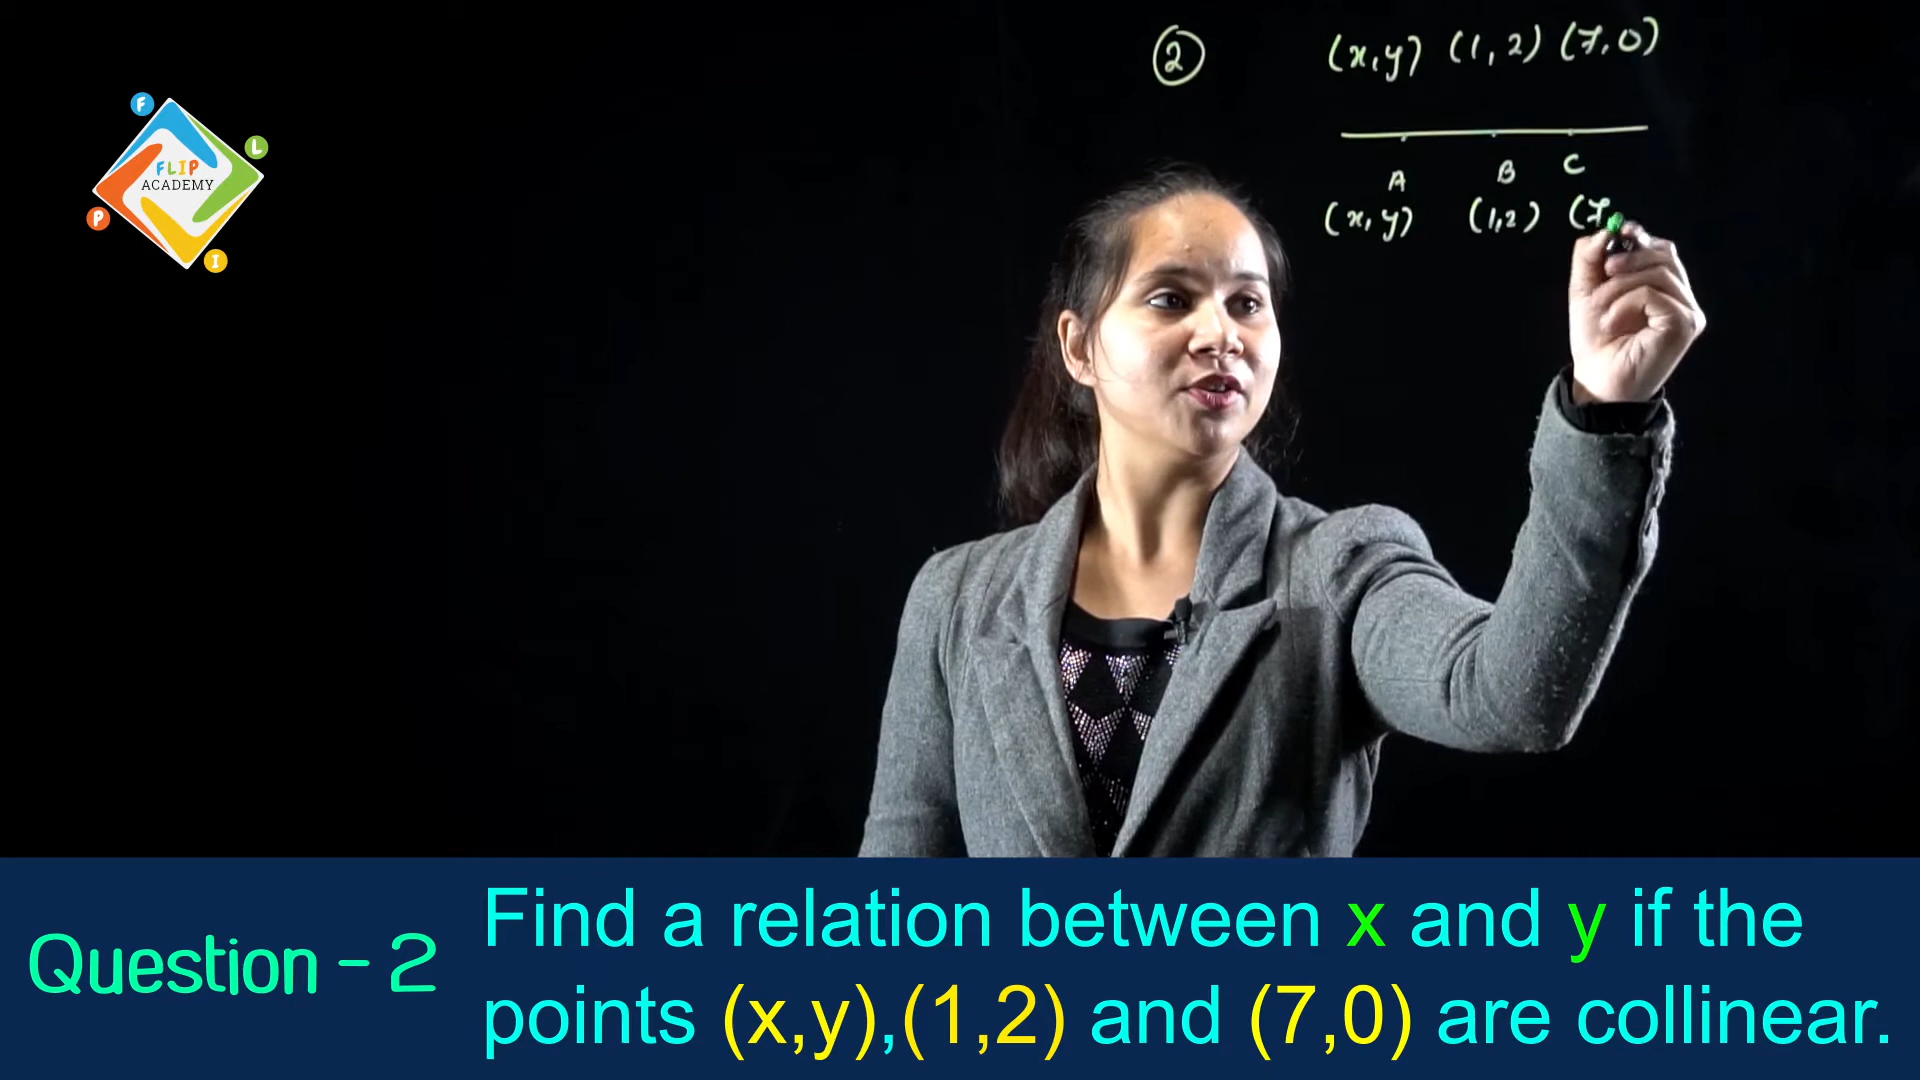 ② (x,y) (1,2) (7,0)
F
L
FLIP
ACADEMY
P
I
A B C
(x,y) (1,2) (7,
Question - 2
Find a relation between x and y if the
points (x,y),(1,2) and (7,0) are collinear.